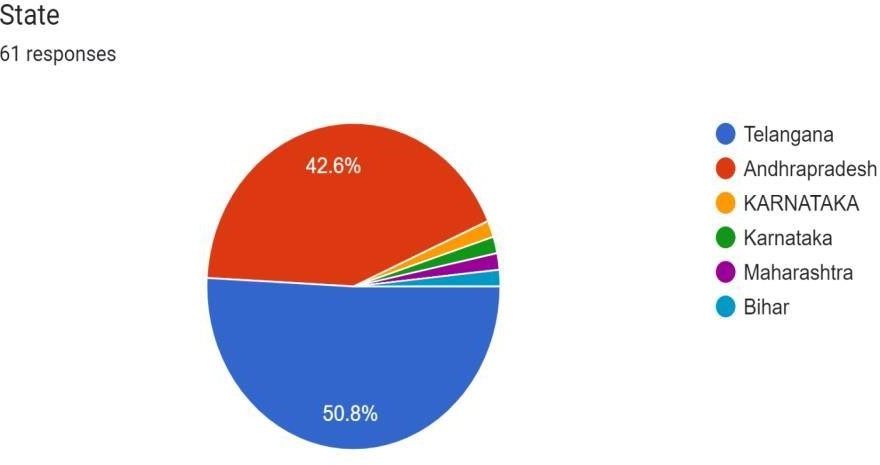 State
61 responses
42.6%
50.8%
Telangana
Andhrapradesh
KARNATAKA
Karnataka
Maharashtra
Bihar